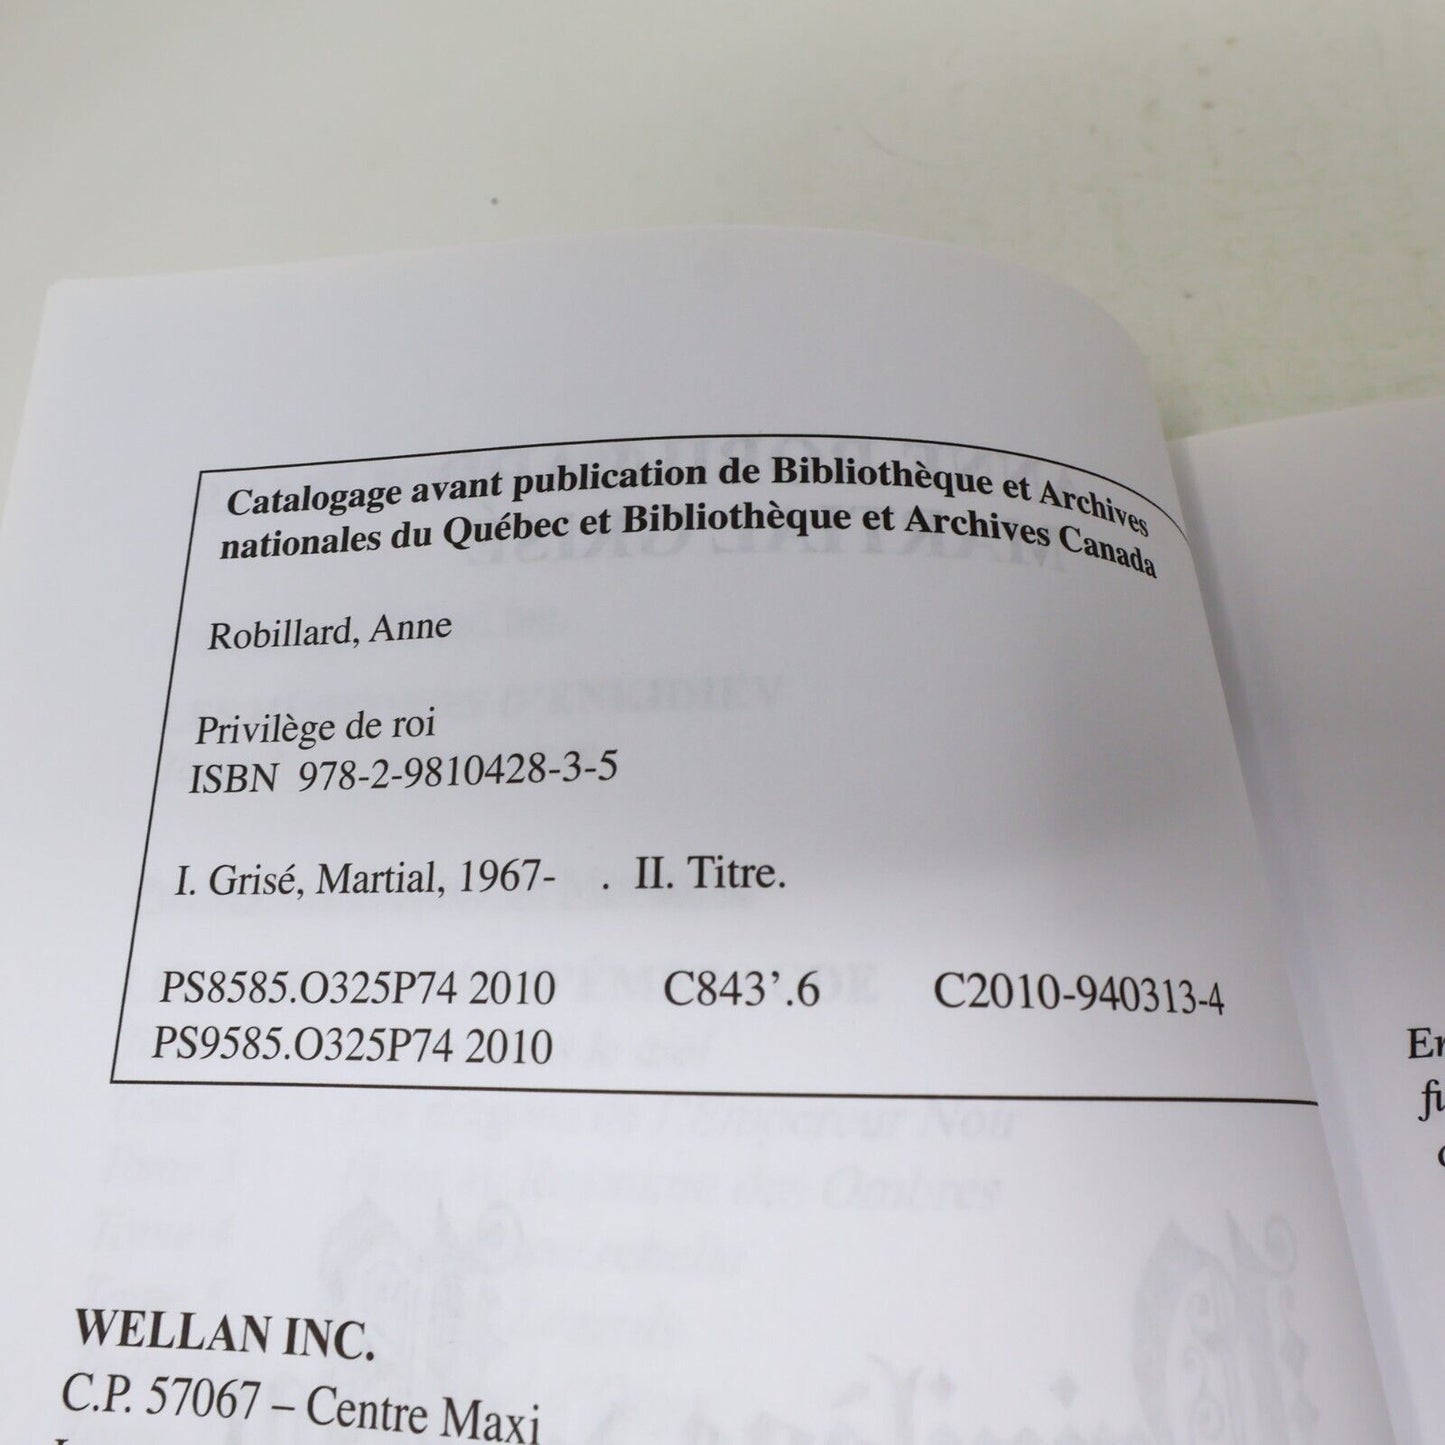 Catalogage avant publication de Bibliothèque et Archives
nationales du Québec et Bibliothèque et Archives Canada
Robillard, Anne
Privilège de roi
ISBN 978-2-9810428-3-5
I. Grisé, Martial, 1967- . II. Titre.
PS8585.O325P74 2010 C843’.6 C2010-940313-4
PS9585.O325P74 2010
WELLAN INC.
C.P. 57067 – Centre Maxi